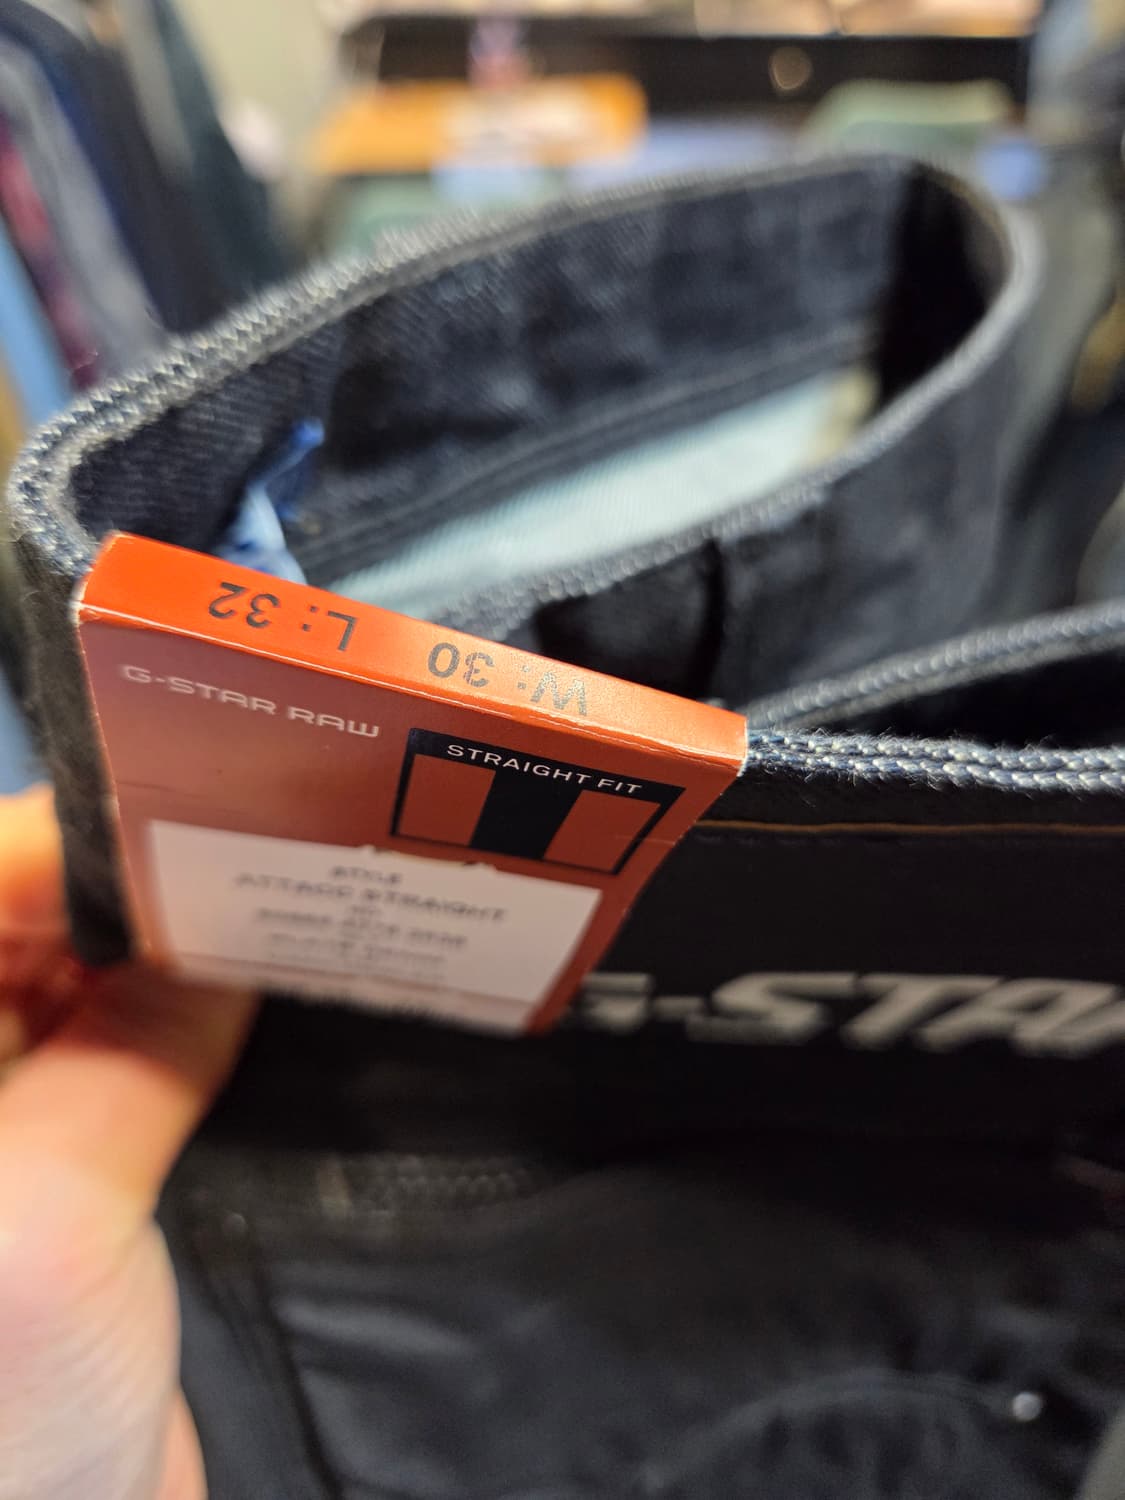 W: 30 L: 32
G-STAR RAW
STRAIGHT FIT
STYLE
ATTACC STRAIGHT
G-STAR